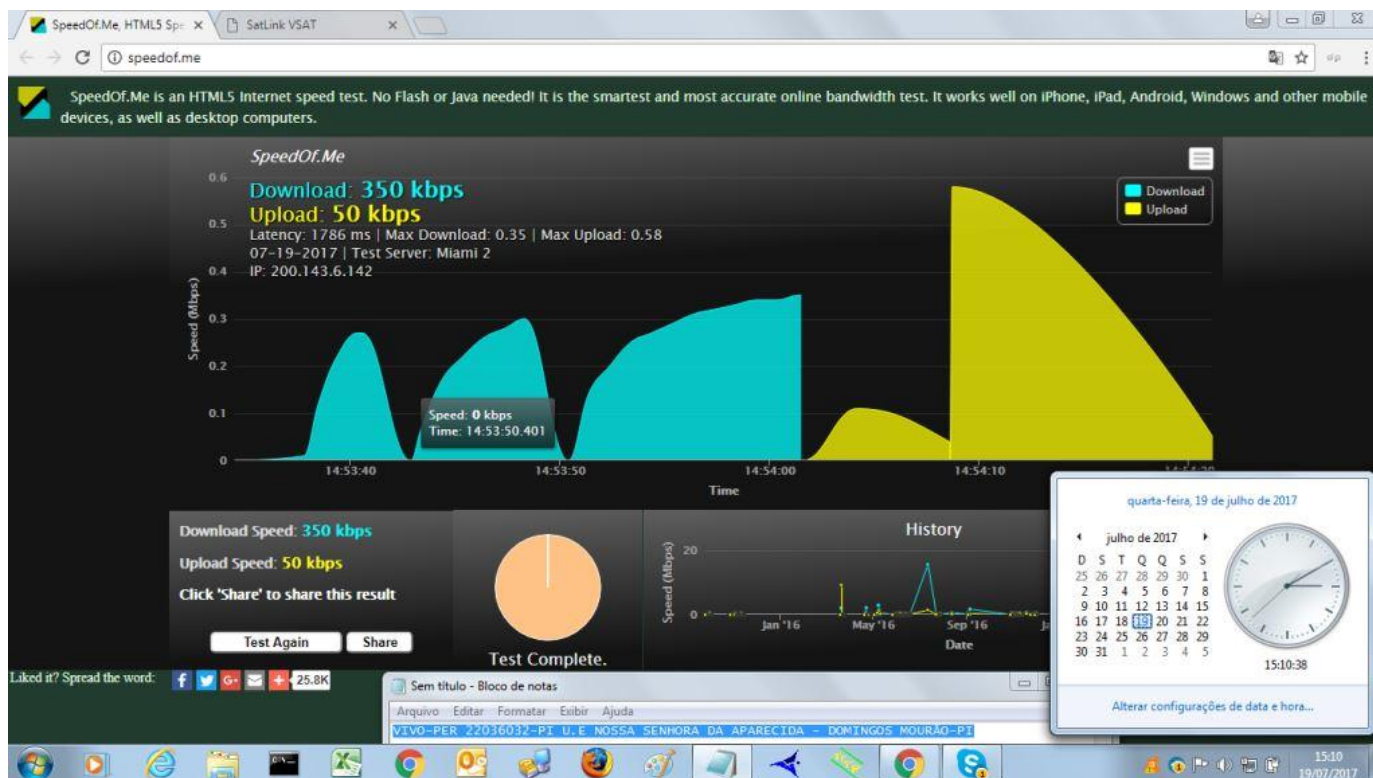 SpeedOf.Me, HTML5 Spe
SatLink VSAT
speedof.me
SpeedOf.Me is an HTML5 Internet speed test. No Flash or Java needed! It is the smartest and most accurate online bandwidth test. It works well on iPhone, iPad, Android, Windows and other mobile
devices, as well as desktop computers.
SpeedOf.Me
Download: 350 kbps
Upload: 50 kbps
Latency: 1786 ms | Max Download: 0.35 | Max Upload: 0.58
07-19-2017 | Test Server: Miami 2
IP: 200.143.6.142
Download
Upload
0.6
0.5
0.4
0.3
0.2
0.1
0
Speed (Mbps)
Speed: 0 kbps
Time: 14:53:50.401
14:53:40 14:53:50 14:54:00 14:54:10 14:54:20
Time
Download Speed: 350 kbps
Upload Speed: 50 kbps
Click 'Share' to share this result
Test Again Share
Test Complete.
History
Speed (Mbps)
20
0
Jan '16 May '16 Sep '16
Date
quarta-feira, 19 de julho de 2017
julho de 2017
D S T Q Q S S
25 26 27 28 29 30 1
2 3 4 5 6 7 8
9 10 11 12 13 14 15
16 17 18 19 20 21 22
23 24 25 26 27 28 29
30 31 1 2 3 4 5
15:10:38
Alterar configurações de data e hora...
Liked it? Spread the word:
25.8K
Sem título - Bloco de notas
Arquivo Editar Formatar Exibir Ajuda
VIVO-PER 22036032-PI U.E NOSSA SENHORA DA APARECIDA - DOMINGOS MOURÃO-PI
15:10
19/07/2017